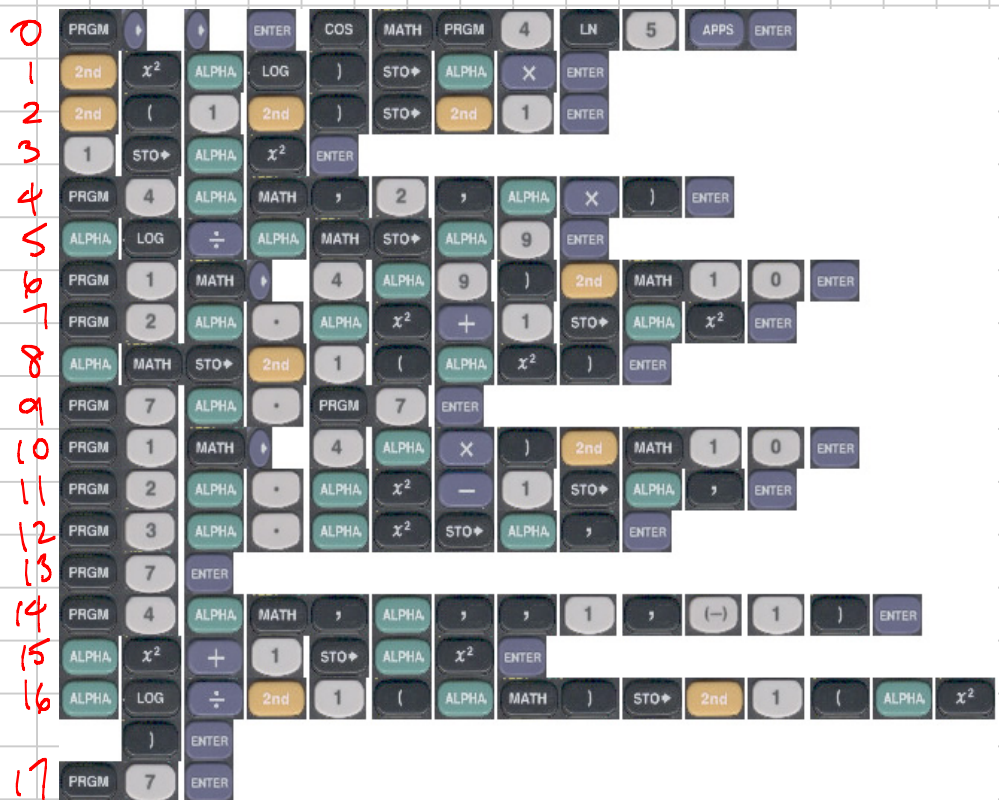 0 PRGM ENTER COS MATH PRGM 4 LN 5 APPS ENTER
1 2nd x² ALPHA LOG ) STO▸ ALPHA × ENTER
2 2nd ( 1 2nd ) STO▸ 2nd 1 ENTER
3 1 STO▸ ALPHA x² ENTER
4 PRGM 4 ALPHA MATH , 2 , ALPHA × ) ENTER
5 ALPHA LOG ÷ ALPHA MATH STO▸ ALPHA 9 ENTER
6 PRGM 1 MATH 4 ALPHA 9 ) 2nd MATH 1 0 ENTER
7 PRGM 2 ALPHA . ALPHA x² + 1 STO▸ ALPHA x² ENTER
8 ALPHA MATH STO▸ 2nd 1 ( ALPHA x² ) ENTER
9 PRGM 7 ALPHA . PRGM 7 ENTER
10 PRGM 1 MATH 4 ALPHA × ) 2nd MATH 1 0 ENTER
11 PRGM 2 ALPHA . ALPHA x² − 1 STO▸ ALPHA , ENTER
12 PRGM 3 ALPHA . ALPHA x² STO▸ ALPHA , ENTER
13 PRGM 7 ENTER
14 PRGM 4 ALPHA MATH , ALPHA , , 1 , (−) 1 ) ENTER
15 ALPHA x² + 1 STO▸ ALPHA x² ENTER
16 ALPHA LOG ÷ 2nd 1 ( ALPHA MATH ) STO▸ 2nd 1 ( ALPHA x²
) ENTER
17 PRGM 7 ENTER